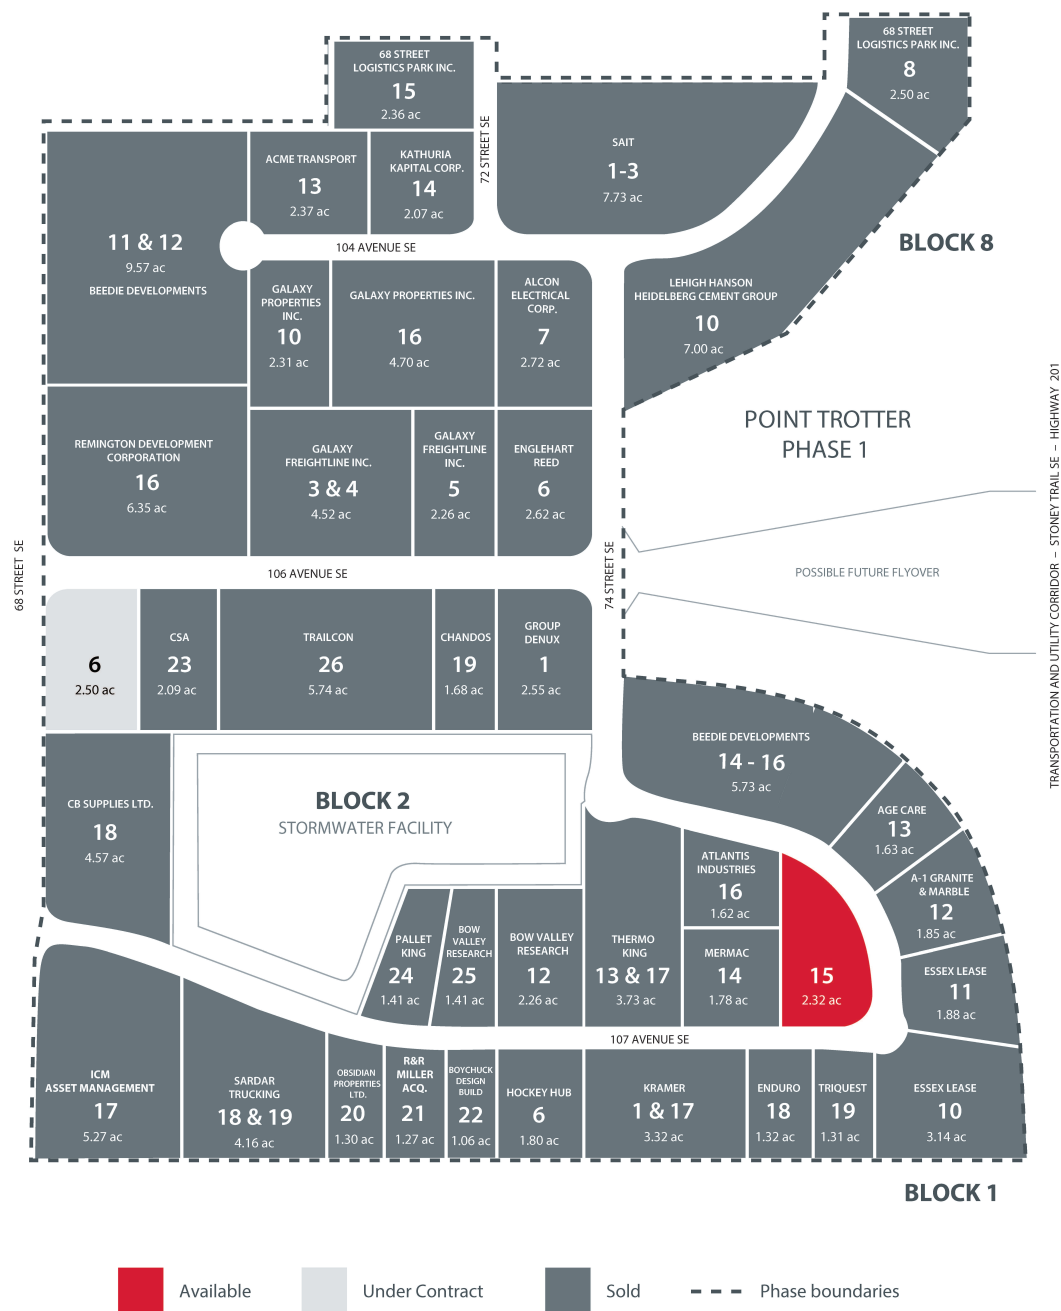 68 STREET
LOGISTICS PARK INC.
8
2.50 ac
68 STREET
LOGISTICS PARK INC.
15
2.36 ac
72 STREET SE
SAIT
1-3
7.73 ac
ACME TRANSPORT
13
2.37 ac
KATHURIA
KAPITAL CORP.
14
2.07 ac
11 & 12
9.57 ac
BEEDIE DEVELOPMENTS
104 AVENUE SE
BLOCK 8
GALAXY
PROPERTIES
INC.
10
2.31 ac
GALAXY PROPERTIES INC.
16
4.70 ac
ALCON
ELECTRICAL
CORP.
7
2.72 ac
LEHIGH HANSON
HEIDELBERG CEMENT GROUP
10
7.00 ac
POINT TROTTER
PHASE 1
REMINGTON DEVELOPMENT
CORPORATION
16
6.35 ac
GALAXY
FREIGHTLINE INC.
3 & 4
4.52 ac
GALAXY
FREIGHTLINE
INC.
5
2.26 ac
ENGLEHART
REED
6
2.62 ac
68 STREET SE
106 AVENUE SE
74 STREET SE
POSSIBLE FUTURE FLYOVER
TRANSPORTATION AND UTILITY CORRIDOR – STONEY TRAIL SE – HIGHWAY 201
6
2.50 ac
CSA
23
2.09 ac
TRAILCON
26
5.74 ac
CHANDOS
19
1.68 ac
GROUP
DENUX
1
2.55 ac
BEEDIE DEVELOPMENTS
14 - 16
5.73 ac
CB SUPPLIES LTD.
18
4.57 ac
BLOCK 2
STORMWATER FACILITY
AGE CARE
13
1.63 ac
ATLANTIS
INDUSTRIES
16
1.62 ac
A-1 GRANITE
& MARBLE
12
1.85 ac
PALLET
KING
24
1.41 ac
BOW
VALLEY
RESEARCH
25
1.41 ac
BOW VALLEY
RESEARCH
12
2.26 ac
THERMO
KING
13 & 17
3.73 ac
MERMAC
14
1.78 ac
15
2.32 ac
ESSEX LEASE
11
1.88 ac
107 AVENUE SE
ICM
ASSET MANAGEMENT
17
5.27 ac
SARDAR
TRUCKING
18 & 19
4.16 ac
OBSIDIAN
PROPERTIES
LTD.
20
1.30 ac
R&R
MILLER
ACQ.
21
1.27 ac
BOYCHUCK
DESIGN
BUILD
22
1.06 ac
HOCKEY HUB
6
1.80 ac
KRAMER
1 & 17
3.32 ac
ENDURO
18
1.32 ac
TRIQUEST
19
1.31 ac
ESSEX LEASE
10
3.14 ac
BLOCK 1
Available
Under Contract
Sold
Phase boundaries